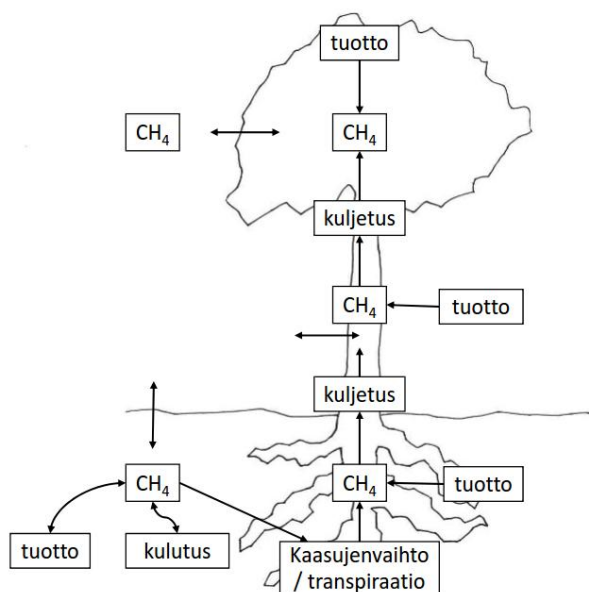 tuotto
CH₄
CH₄
kuljetus
CH₄
tuotto
kuljetus
CH₄
CH₄
tuotto
tuotto
kulutus
Kaasujenvaihto
/ transpiraatio